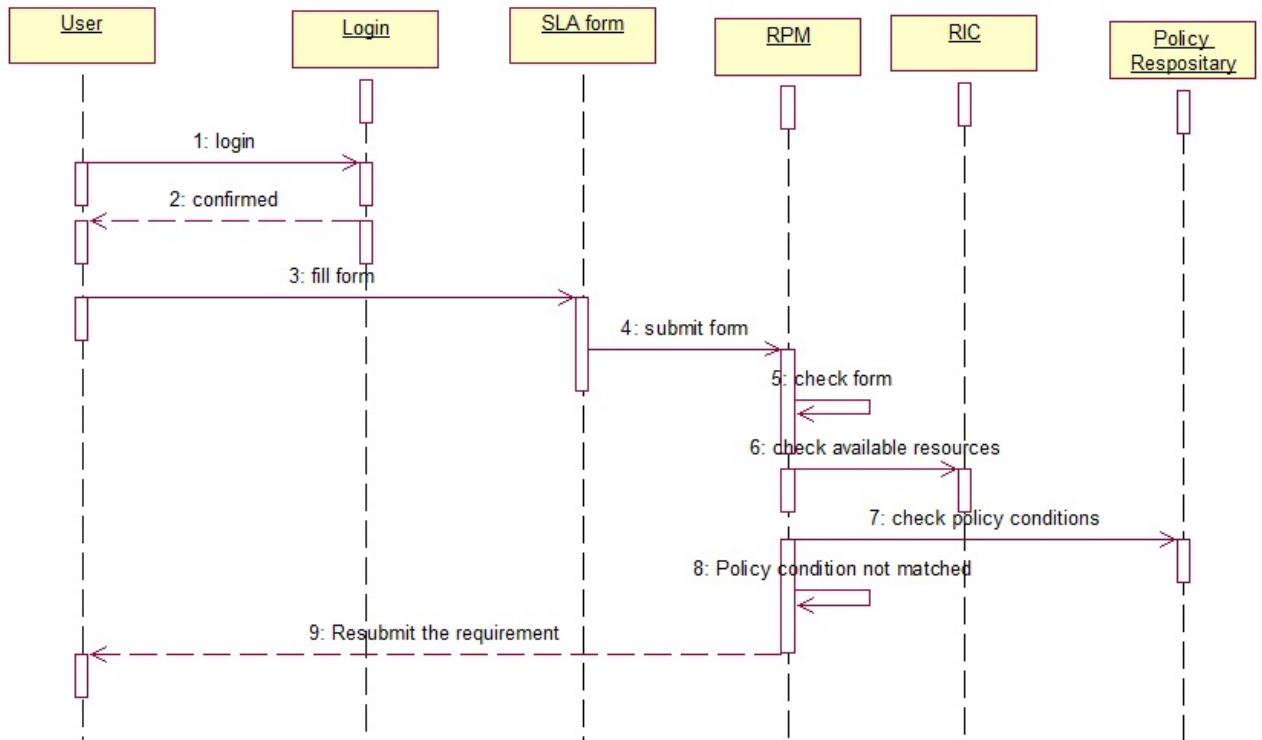 User
Login
SLA form
RPM
RIC
Policy
Respositary
1: login
2: confirmed
3: fill form
4: submit form
5: check form
6: check available resources
7: check policy conditions
8: Policy condition not matched
9: Resubmit the requirement